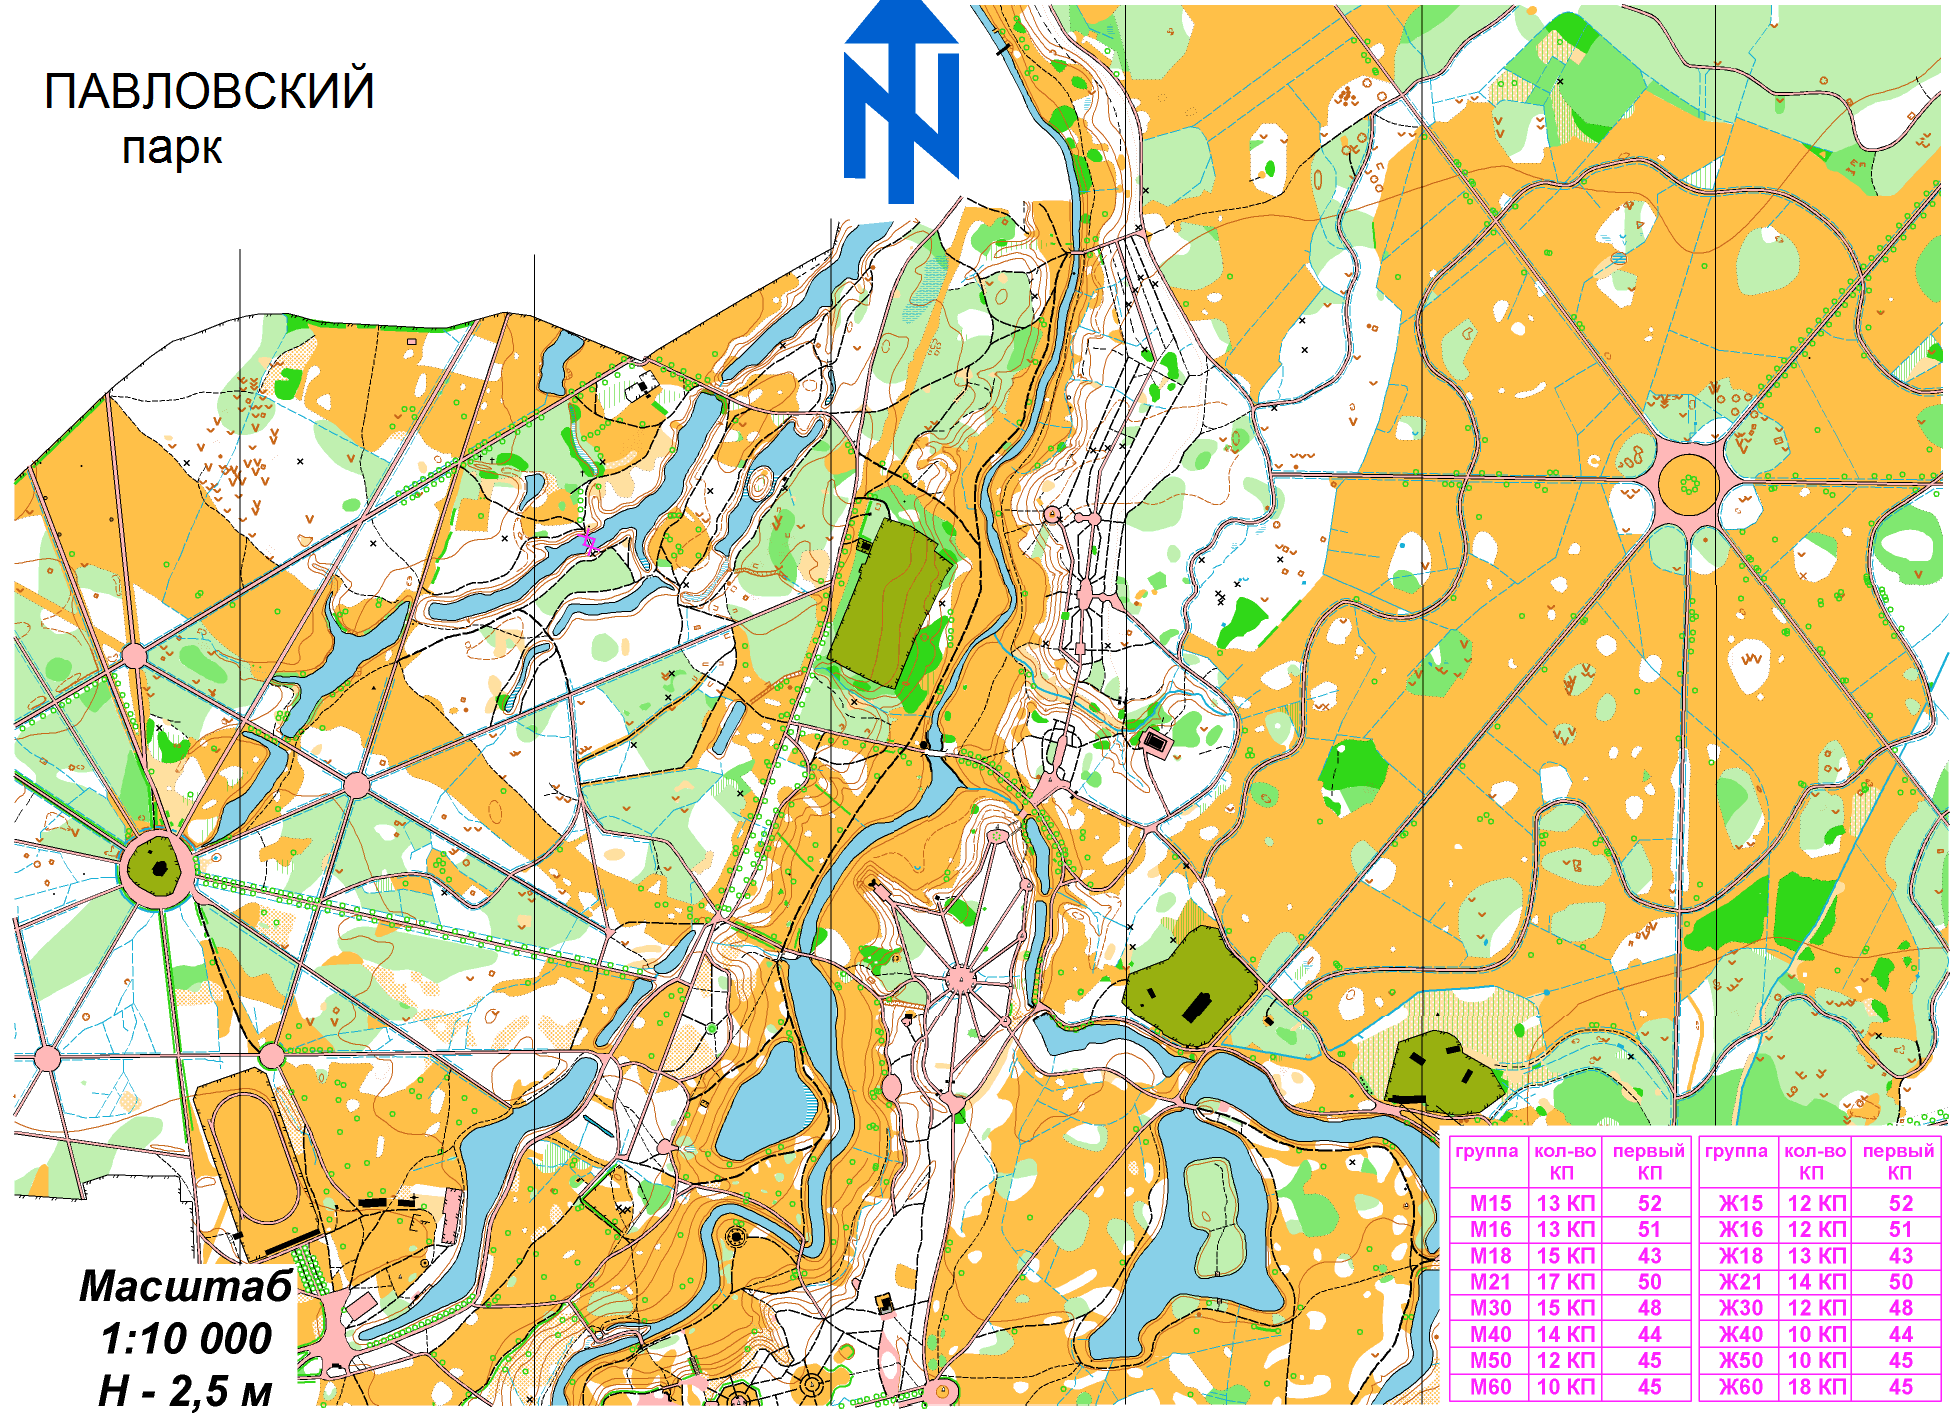 ПАВЛОВСКИЙ
парк
N
Масштаб
1:10 000
Н - 2,5 м
группа кол-во КП первый КП группа кол-во КП первый КП
М15 13 КП 52 Ж15 12 КП 52
М16 13 КП 51 Ж16 12 КП 51
М18 15 КП 43 Ж18 13 КП 43
М21 17 КП 50 Ж21 14 КП 50
М30 15 КП 48 Ж30 12 КП 48
М40 14 КП 44 Ж40 10 КП 44
М50 12 КП 45 Ж50 10 КП 45
М60 10 КП 45 Ж60 18 КП 45